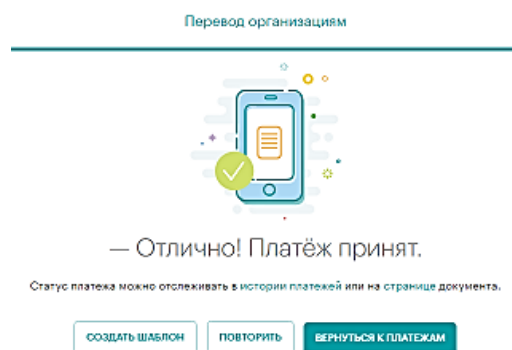 Перевод организациям
— Отлично! Платёж принят.
Статус платежа можно отслеживать в истории платежей или на странице документа.
СОЗДАТЬ ШАБЛОН ПОВТОРИТЬ ВЕРНУТЬСЯ К ПЛАТЕЖАМ